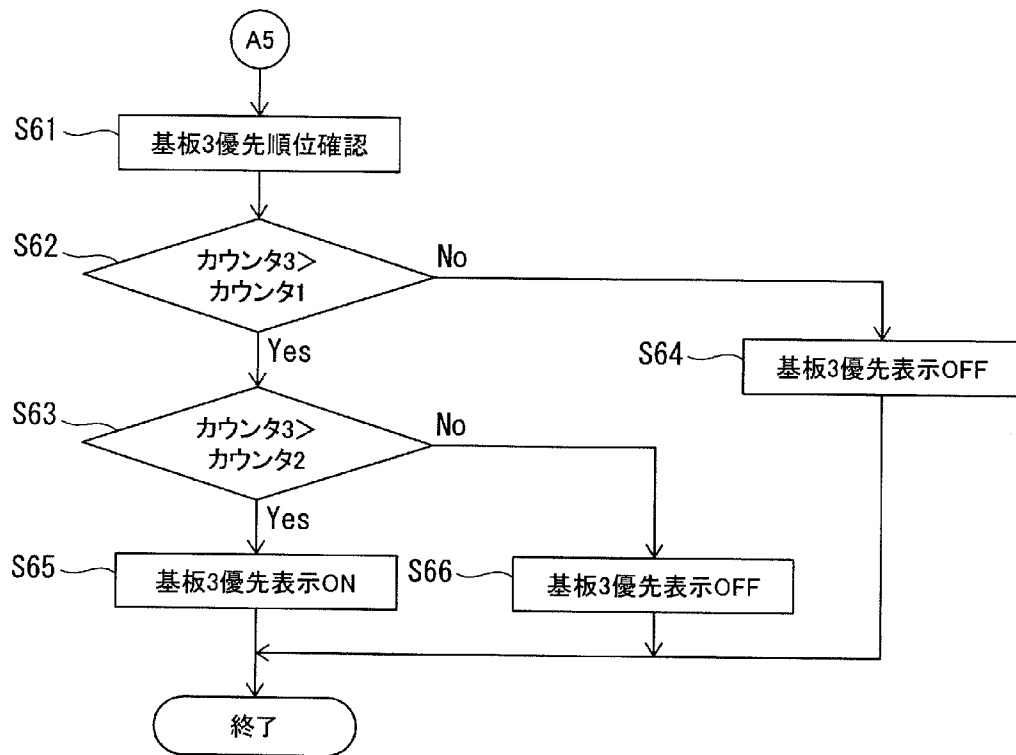 A5
S61
基板3優先順位確認
S62
カウンタ3>
カウンタ1
No
Yes
S64
基板3優先表示OFF
S63
カウンタ3>
カウンタ2
No
Yes
S65
基板3優先表示ON
S66
基板3優先表示OFF
終了